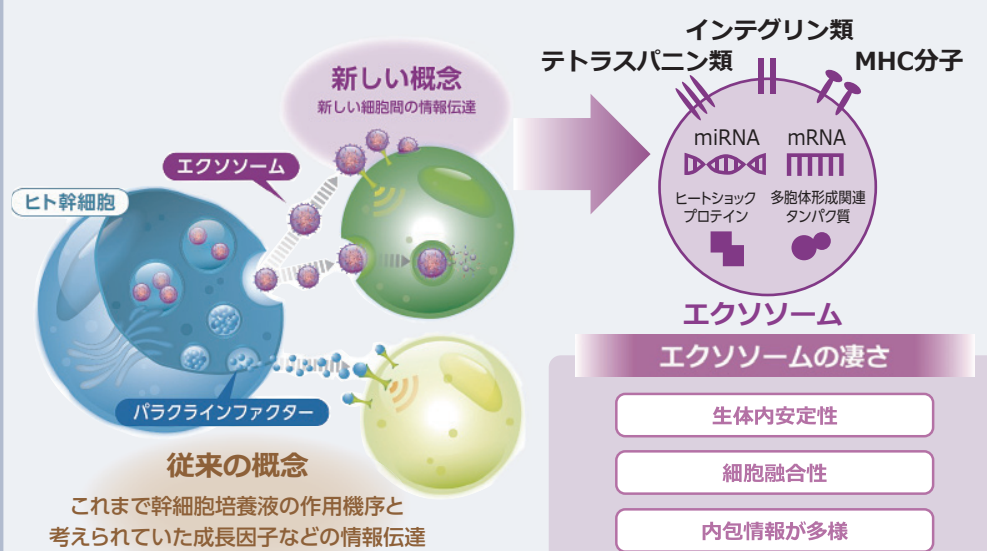 新しい概念
新しい細胞間の情報伝達
エクソソーム
ヒト幹細胞
パラクラインファクター
従来の概念
これまで幹細胞培養液の作用機序と
考えられていた成長因子などの情報伝達
インテグリン類
テトラスパニン類
MHC分子
miRNA
mRNA
ヒートショック
プロテイン
多胞体形成関連
タンパク質
エクソソーム
エクソソームの凄さ
生体内安定性
細胞融合性
内包情報が多様